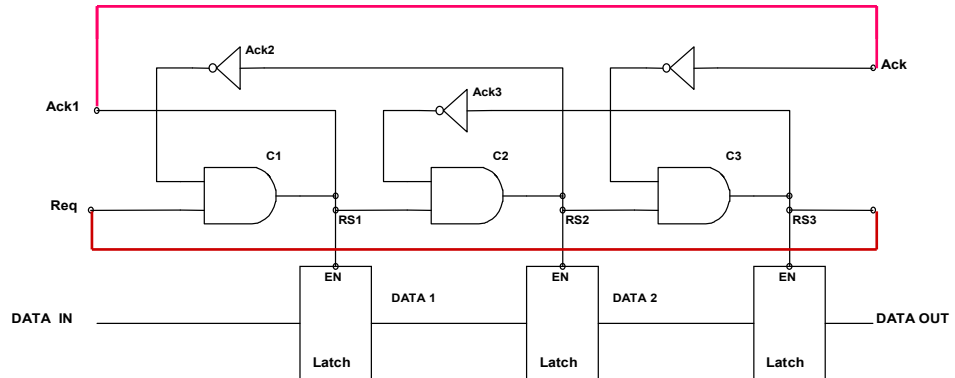 Ack2
Ack
Ack1
Ack3
C1
C2
C3
Req
RS1
RS2
RS3
EN
EN
EN
DATA 1
DATA 2
DATA IN
DATA OUT
Latch
Latch
Latch